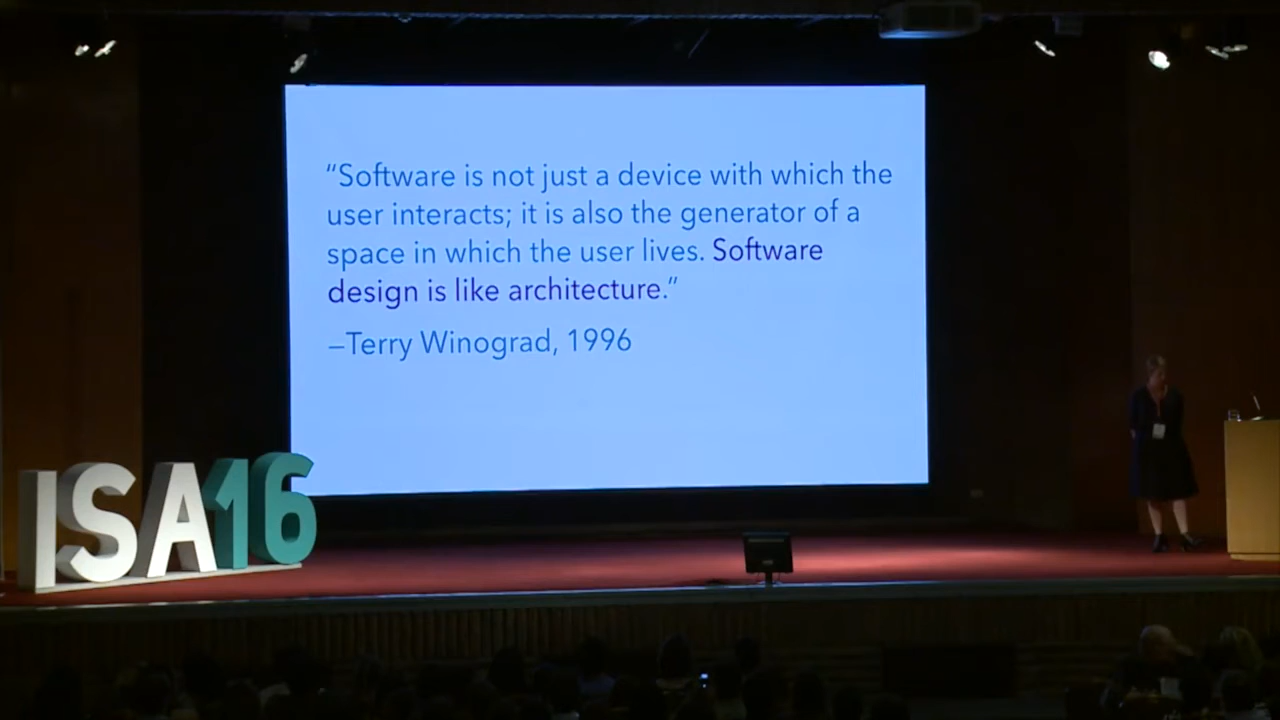 “Software is not just a device with which the
user interacts; it is also the generator of a
space in which the user lives. Software
design is like architecture.”
—Terry Winograd, 1996
ISA16